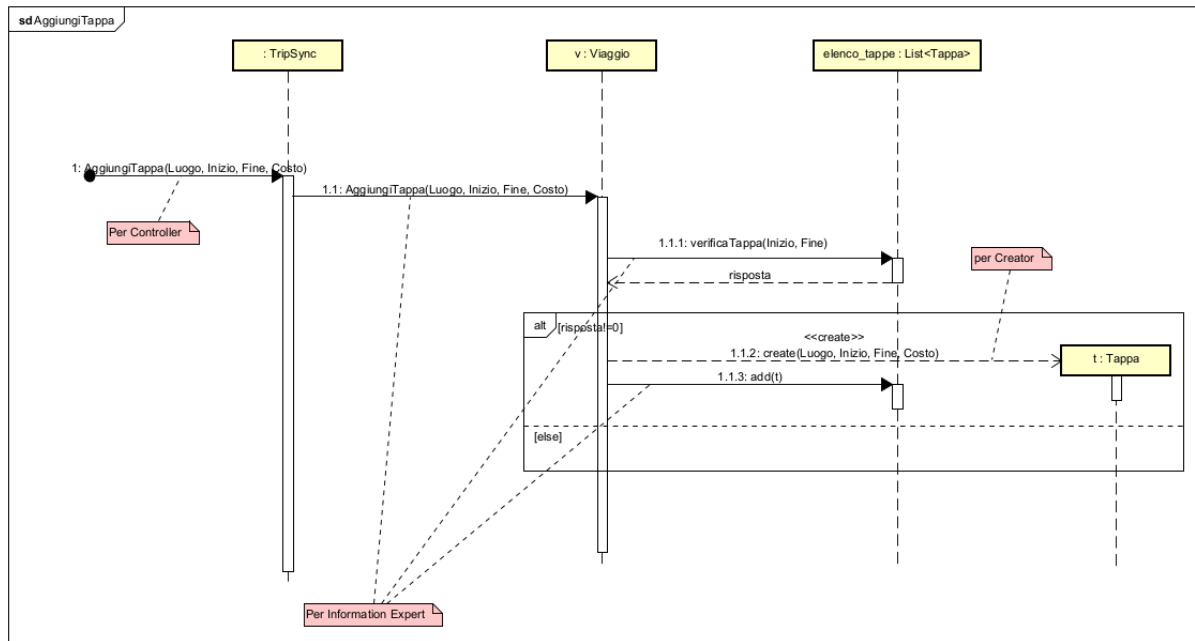 sd AggiungiTappa
: TripSync
v : Viaggio
elenco_tappe : List<Tappa>
1: AggiungiTappa(Luogo, Inizio, Fine, Costo)
1.1: AggiungiTappa(Luogo, Inizio, Fine, Costo)
Per Controller
1.1.1: verificaTappa(Inizio, Fine)
per Creator
risposta
alt
[risposta!=0]
<<create>>
1.1.2: create(Luogo, Inizio, Fine, Costo)
t : Tappa
1.1.3: add(t)
[else]
Per Information Expert